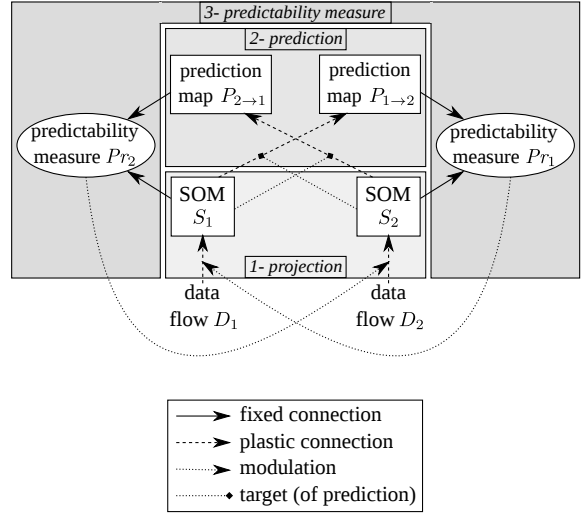 3- predictability measure
2- prediction
prediction
map P₂→₁
prediction
map P₁→₂
predictability
measure Pr₂
predictability
measure Pr₁
SOM
S₁
SOM
S₂
1- projection
data
flow D₁
data
flow D₂
fixed connection
plastic connection
modulation
target (of prediction)